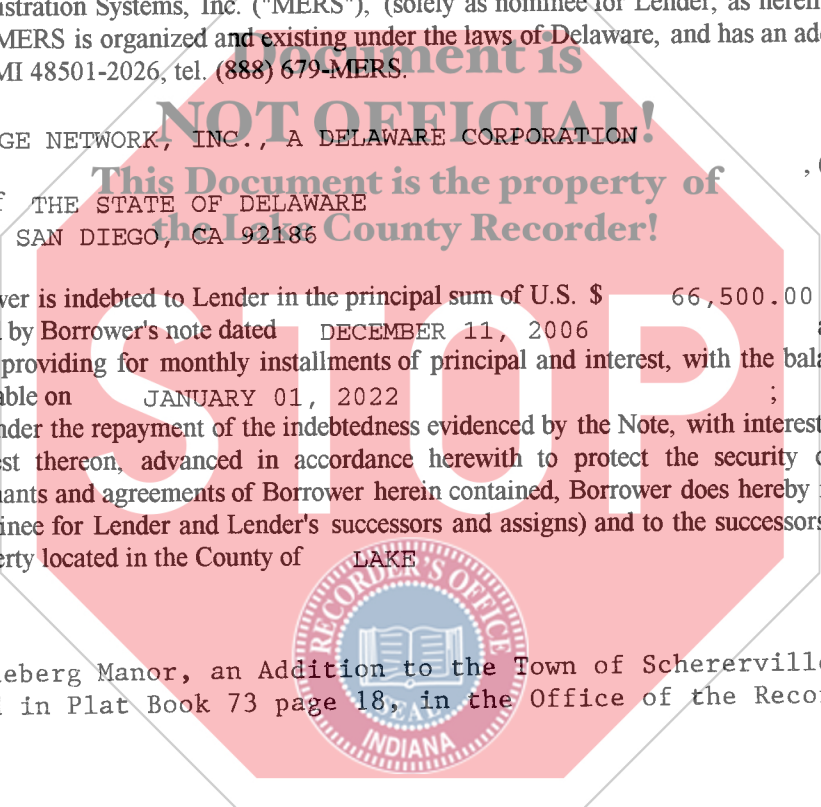 istration Systems, Inc. ("MERS"), (solely as nominee for Lender, as
MERS is organized and existing under the laws of Delaware, and has an
MI 48501-2026, tel. (888) 679-MERS.
Document is
NOT OFFICIAL!
GE NETWORK, INC., A DELAWARE CORPORATION
This Document is the property of
THE STATE OF DELAWARE
the Lake County Recorder!
SAN DIEGO, CA 92186
STOP
wer is indebted to Lender in the principal sum of U.S. $ 66,500.00
by Borrower's note dated DECEMBER 11, 2006
providing for monthly installments of principal and interest, with the
able on JANUARY 01, 2022 ;
nder the repayment of the indebtedness evidenced by the Note, with interest
est thereon, advanced in accordance herewith to protect the security
nants and agreements of Borrower herein contained, Borrower does hereby
inee for Lender and Lender's successors and assigns) and to the successors
erty located in the County of LAKE
RECORDER'S OFFICE
eberg Manor, an Addition to the Town of Schererville
in Plat Book 73 page 18, in the Office of the
SEAL
INDIANA